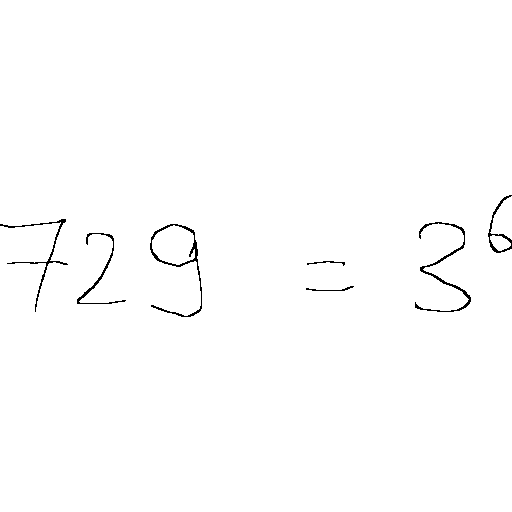 729 = 3⁶